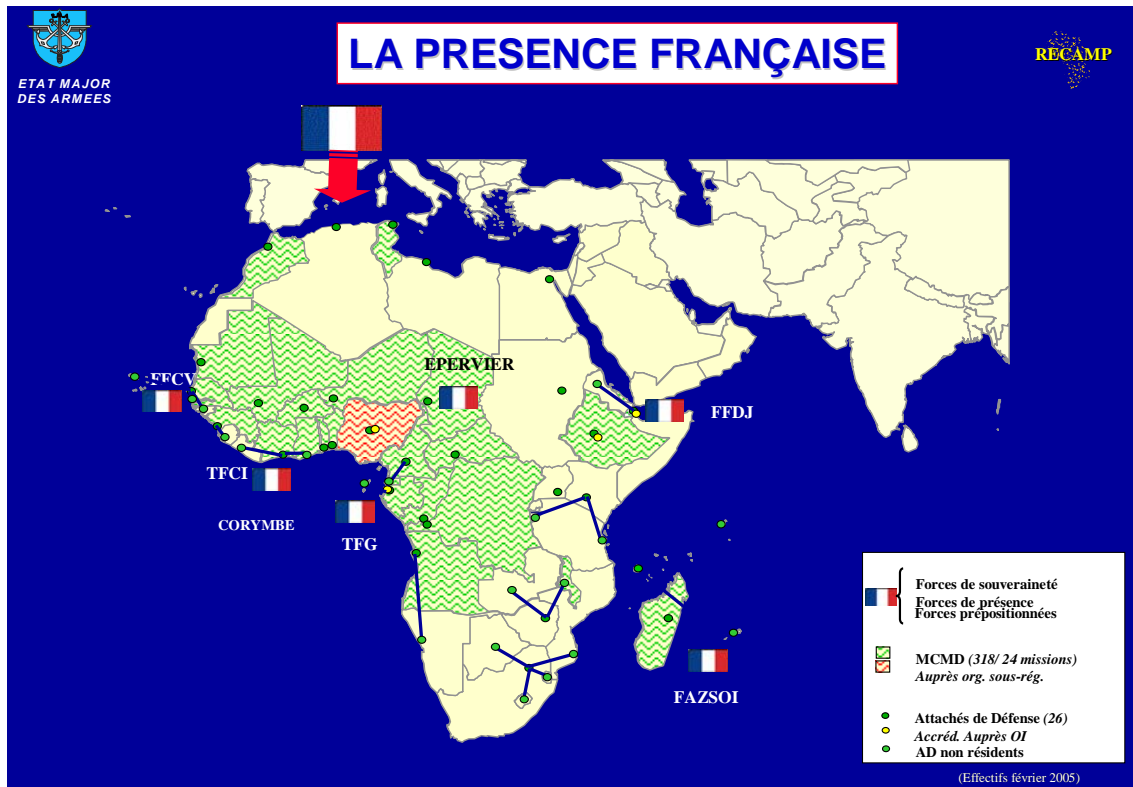 ETAT MAJOR
DES ARMEES
LA PRESENCE FRANÇAISE
RECAMP
EPERVIER
FFCV
FFDJ
TFCI
CORYMBE
TFG
FAZSOI
Forces de souveraineté
Forces de présence
Forces prépositionnées
MCMD (318/ 24 missions)
Auprès org. sous-rég.
Attachés de Défense (26)
Accréd. Auprès OI
AD non résidents
(Effectifs février 2005)